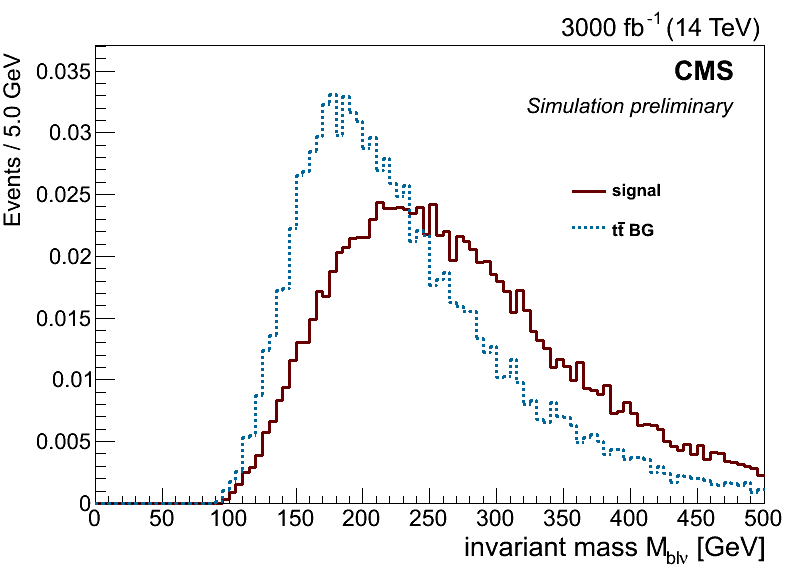 3000 fb⁻¹ (14 TeV)
Events / 5.0 GeV
CMS
Simulation preliminary
signal
tt̄ BG
0.035
0.03
0.025
0.02
0.015
0.01
0.005
0
0 50 100 150 200 250 300 350 400 450 500
invariant mass M_blν [GeV]